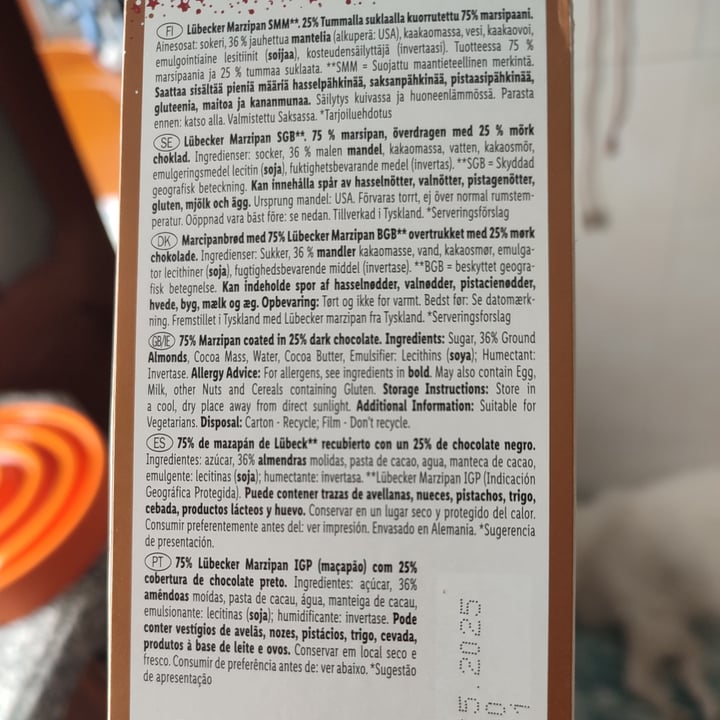 FI Lübecker Marzipan SMM**. 25% Tummalla suklaalla kuorrutettu 75% marsipaani.
Ainesosat: sokeri, 36 % jauhettua mantelia (alkuperä: USA), kaakaomassa, vesi, kaakaovoi,
emulgointiaine lesitiinit (soijaa), kosteudensäilyttäjä (invertaasi). Tuotteessa 75 %
marsipaania ja 25 % tummaa suklaata. **SMM = Suojattu maantieteellinen merkintä.
Saattaa sisältää pieniä määriä hasselpähkinää, saksanpähkinää, pistaasipähkinää,
gluteenia, maitoa ja kananmunaa. Säilytys kuivassa ja huoneenlämmössä. Parasta
ennen: katso alla. Valmistettu Saksassa. *Tarjoiluehdotus
SE Lübecker Marzipan SGB**. 75 % marsipan, överdragen med 25 % mörk
choklad. Ingredienser: socker, 36 % malen mandel, kakaomassa, vatten, kakaosmör,
emulgeringsmedel lecitin (soja), fuktighetsbevarande medel (invertas). **SGB = Skyddad
geografisk beteckning. Kan innehålla spår av hasselnötter, valnötter, pistagenötter,
gluten, mjölk och ägg. Ursprung mandel: USA. Förvaras torrt, ej över normal rumstem-
peratur. Oöppnad vara bäst före: se nedan. Tillverkad i Tyskland. *Serveringsförslag
DK Marcipanbrød med 75% Lübecker Marzipan BGB** overtrukket med 25% mørk
chokolade. Ingredienser: Sukker, 36 % mandler kakaomasse, vand, kakaosmør, emulga-
tor lecithiner (soja), fugtighedsbevarende middel (invertase). **BGB = beskyttet geogra-
fisk betegnelse. Kan indeholde spor af hasselnødder, valnødder, pistacienødder,
hvede, byg, mælk og æg. Opbevaring: Tørt og ikke for varmt. Bedst før: Se datomærk-
ning. Fremstillet i Tyskland med Lübecker marzipan fra Tyskland. *Serveringsforslag
GB/IE 75% Marzipan coated in 25% dark chocolate. Ingredients: Sugar, 36% Ground
Almonds, Cocoa Mass, Water, Cocoa Butter, Emulsifier: Lecithins (soya); Humectant:
Invertase. Allergy Advice: For allergens, see ingredients in bold. May also contain Egg,
Milk, other Nuts and Cereals containing Gluten. Storage Instructions: Store in
a cool, dry place away from direct sunlight. Additional Information: Suitable for
Vegetarians. Disposal: Carton - Recycle; Film - Don't recycle.
ES 75% de mazapán de Lübeck** recubierto con un 25% de chocolate negro.
Ingredientes: azúcar, 36% almendras molidas, pasta de cacao, agua, manteca de cacao,
emulgente: lecitinas (soja); humectante: invertasa. **Lübecker Marzipan IGP (Indicación
Geográfica Protegida). Puede contener trazas de avellanas, nueces, pistachos, trigo,
cebada, productos lácteos y huevo. Conservar en un lugar seco y protegido del calor.
Consumir preferentemente antes del: ver impresión. Envasado en Alemania. *Sugerencia
de presentación.
PT 75% Lübecker Marzipan IGP (maçapão) com 25%
cobertura de chocolate preto. Ingredientes: açúcar, 36%
amêndoas moídas, pasta de cacau, água, manteiga de cacau,
emulsionante: lecitinas (soja); humidificante: invertase. Pode
conter vestígios de avelãs, nozes, pistácios, trigo, cevada,
produtos à base de leite e ovos. Conservar em local seco e
fresco. Consumir de preferência antes de: ver abaixo. *Sugestão
de apresentação
5.2025